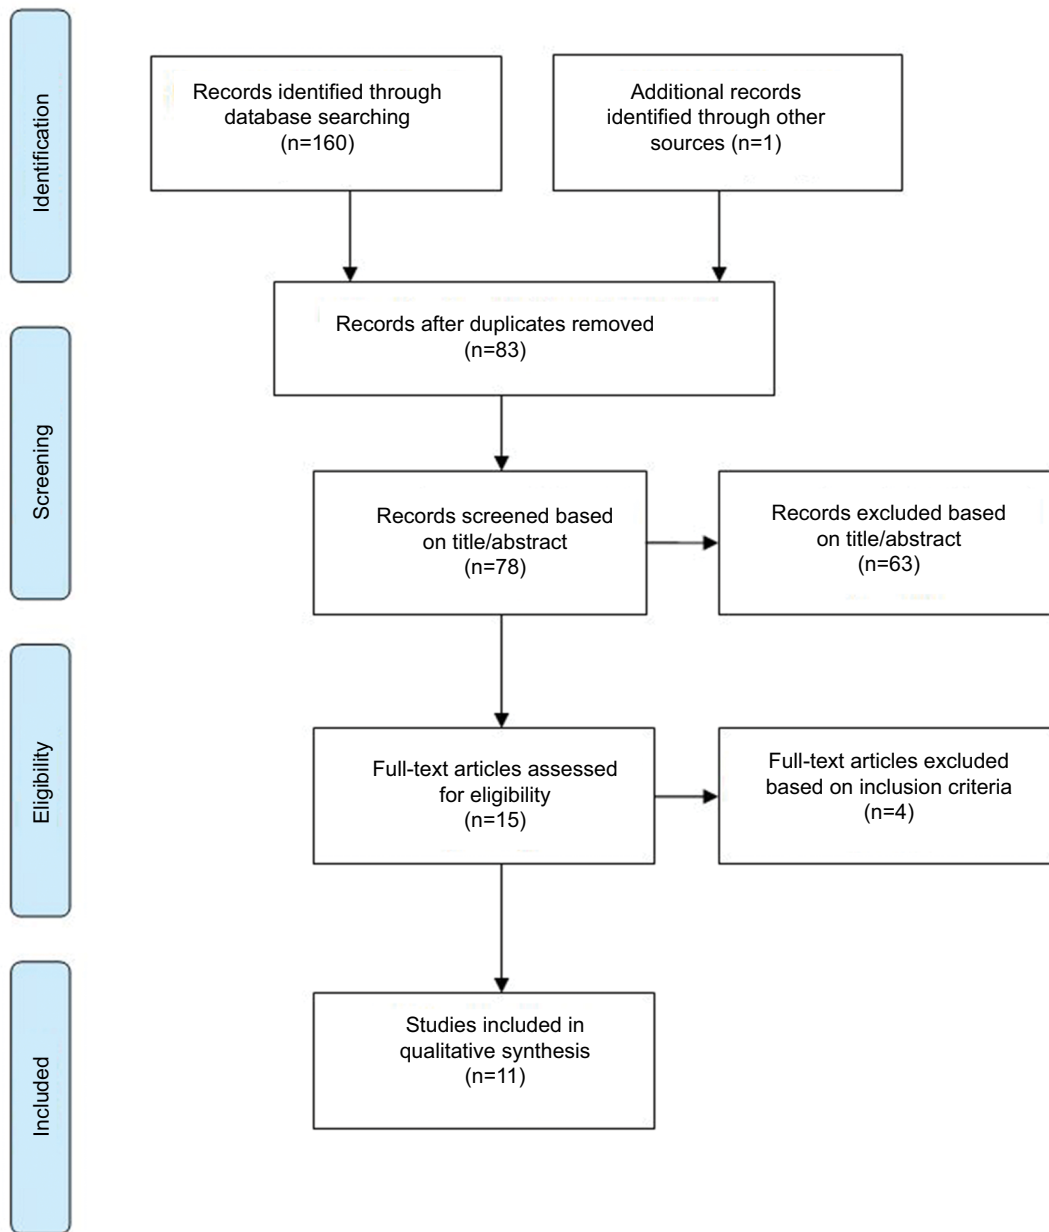 Identification
Records identified through
database searching
(n=160)
Additional records
identified through other
sources (n=1)
Records after duplicates removed
(n=83)
Screening
Records screened based
on title/abstract
(n=78)
Records excluded based
on title/abstract
(n=63)
Eligibility
Full-text articles assessed
for eligibility
(n=15)
Full-text articles excluded
based on inclusion criteria
(n=4)
Included
Studies included in
qualitative synthesis
(n=11)